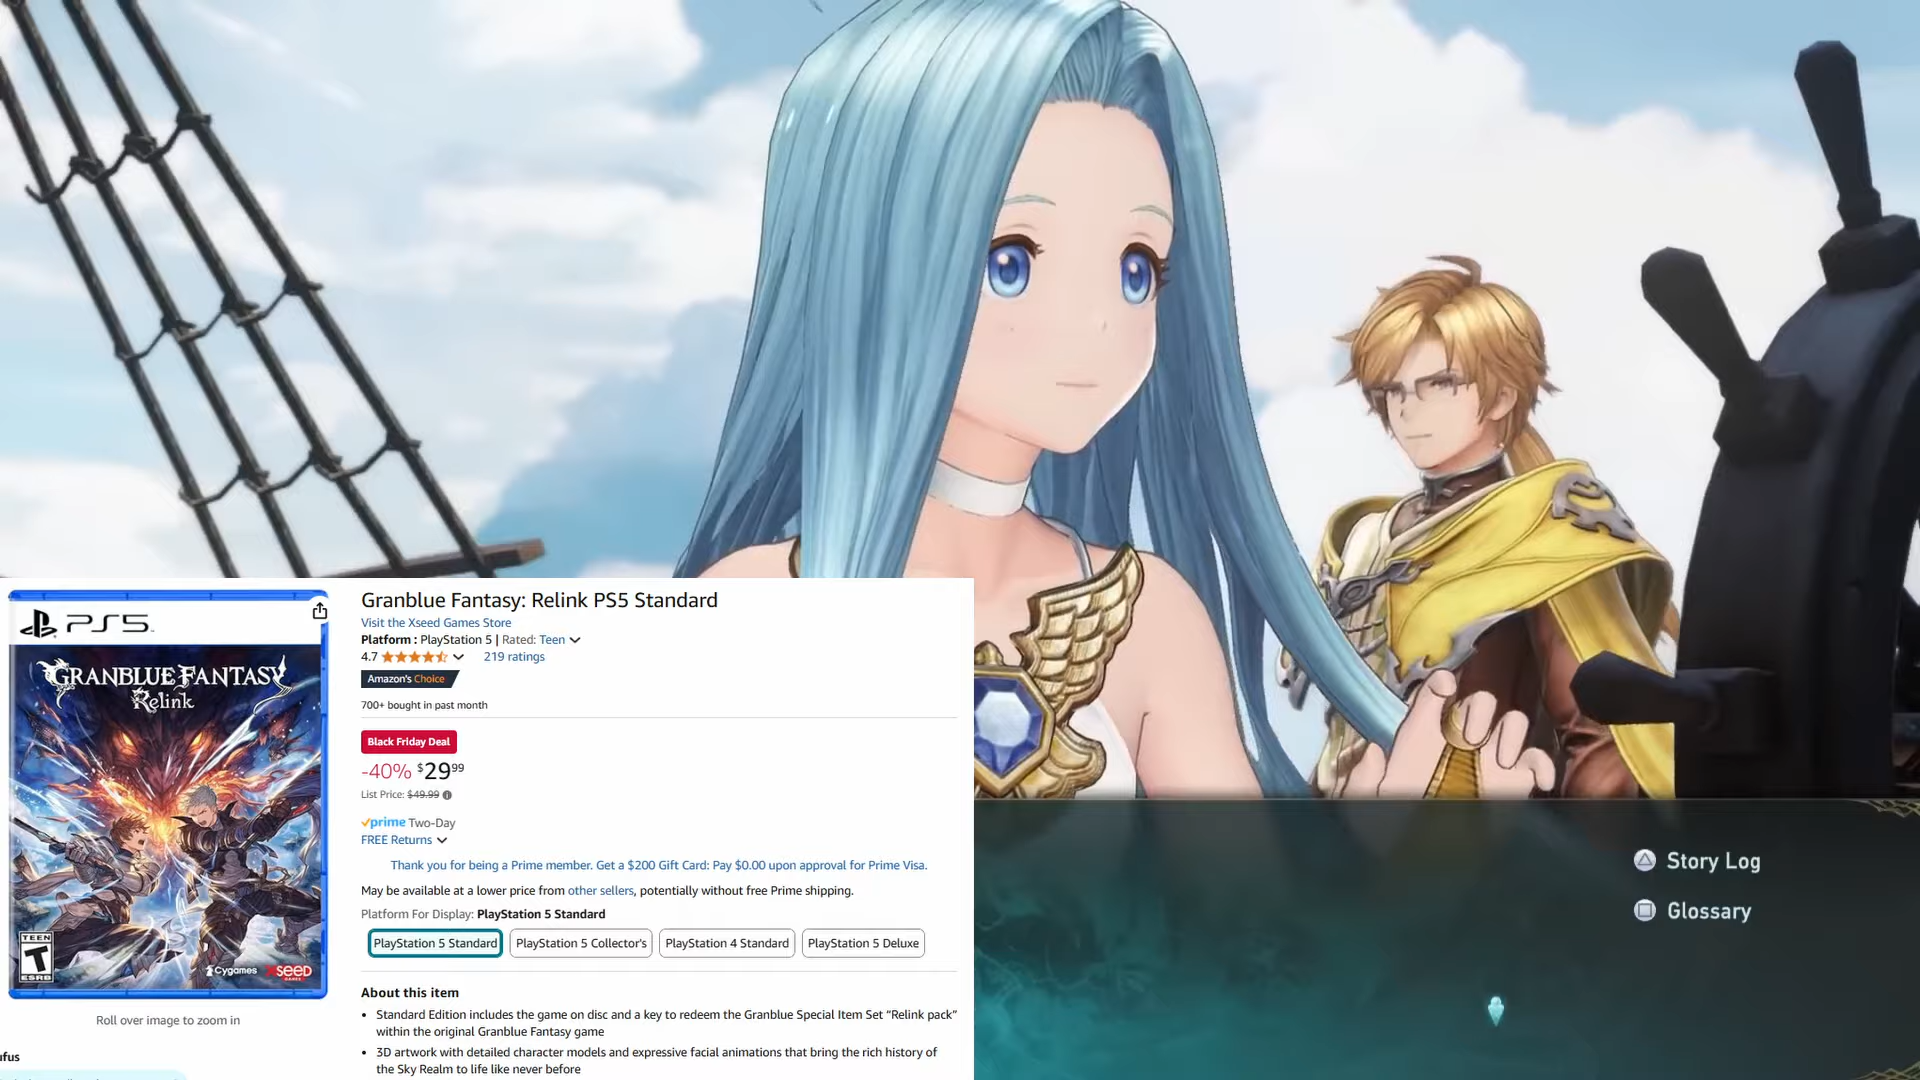 PS5
GRANBLUE FANTASY
Relink
TEEN
T
ESRB
Cygames
XSEED
GAMES
Roll over image to zoom in
ufus
Granblue Fantasy: Relink PS5 Standard
Visit the Xseed Games Store
Platform : PlayStation 5 | Rated: Teen
4.7 219 ratings
Amazon's Choice
700+ bought in past month
Black Friday Deal
-40% $29 99
List Price: $49.99
prime Two-Day
FREE Returns
Thank you for being a Prime member. Get a $200 Gift Card: Pay $0.00 upon approval for Prime Visa.
May be available at a lower price from other sellers, potentially without free Prime shipping.
Platform For Display: PlayStation 5 Standard
PlayStation 5 Standard PlayStation 5 Collector's PlayStation 4 Standard PlayStation 5 Deluxe
About this item
• Standard Edition includes the game on disc and a key to redeem the Granblue Special Item Set “Relink pack”
within the original Granblue Fantasy game
• 3D artwork with detailed character models and expressive facial animations that bring the rich history of
the Sky Realm to life like never before
Story Log
Glossary